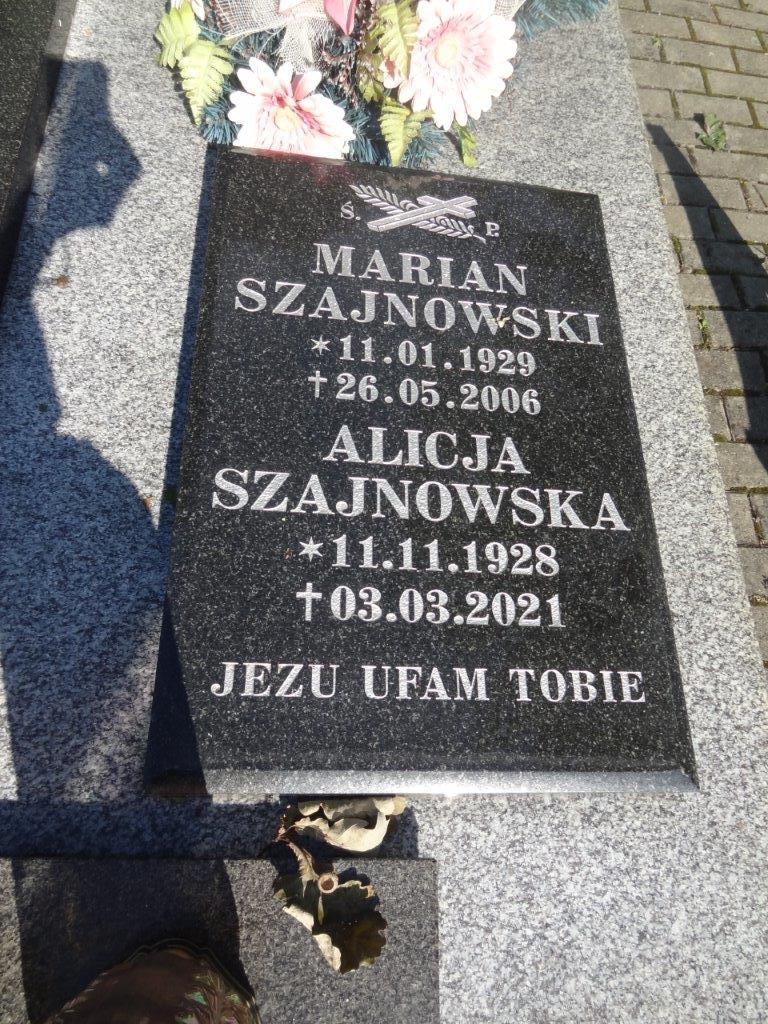 Ś. P.
MARIAN
SZAJNOWSKI
*11.01.1929
†26.05.2006
ALICJA
SZAJNOWSKA
*11.11.1928
†03.03.2021
JEZU UFAM TOBIE